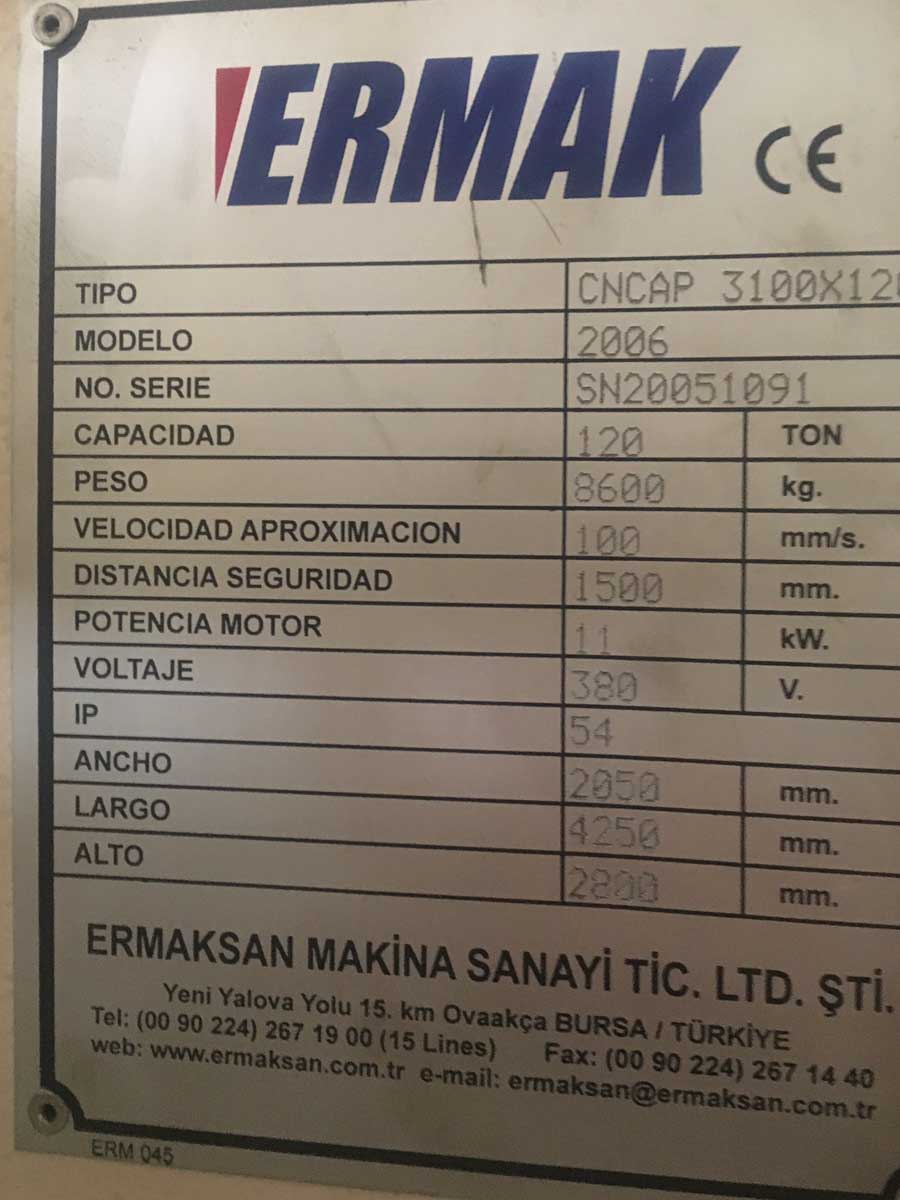 ERMAK CE
TIPO CNCAP 3100X120
MODELO 2006
NO. SERIE SN20051091
CAPACIDAD 120 TON
PESO 8600 kg.
VELOCIDAD APROXIMACION 100 mm/s.
DISTANCIA SEGURIDAD 1500 mm.
POTENCIA MOTOR 11 kW.
VOLTAJE 380 V.
IP 54
ANCHO 2050 mm.
LARGO 4250 mm.
ALTO 2800 mm.
ERMAKSAN MAKİNA SANAYİ TİC. LTD. ŞTİ.
Yeni Yalova Yolu 15. km Ovaakça BURSA / TÜRKİYE
Tel: (00 90 224) 267 19 00 (15 Lines) Fax: (00 90 224) 267 14 40
web: www.ermaksan.com.tr e-mail: ermaksan@ermaksan.com.tr
ERM 045